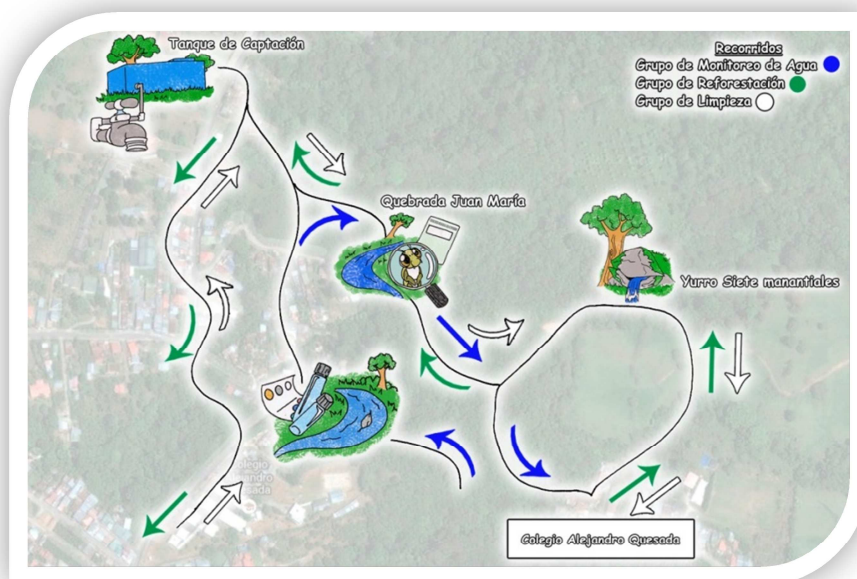 Tanque de Captación
Recorridos
Grupo de Monitoreo de Agua
Grupo de Reforestación
Grupo de Limpieza
Quebrada Juan María
Yurro Siete manantiales
Colegio Alejandro Quesada